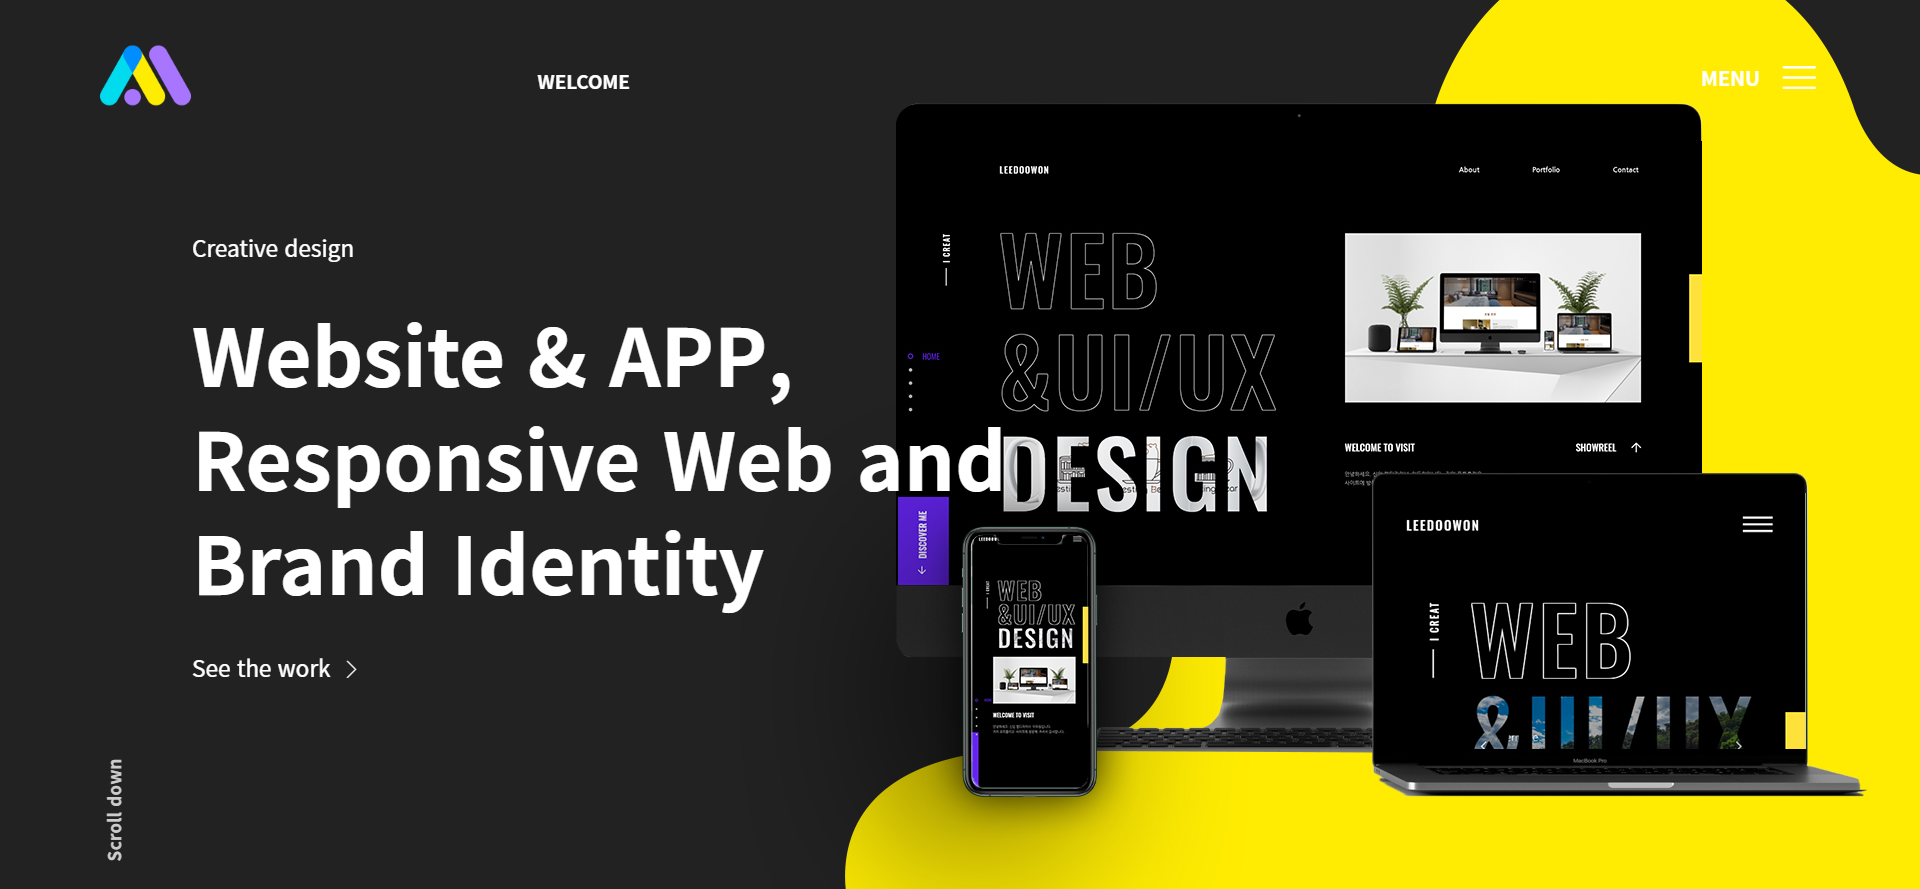 WELCOME
MENU
Creative design
Website & APP,
Responsive Web and
Brand Identity
See the work
Scroll down
LEEDOOWON
About
Portfolio
Contact
I CREAT
WEB
&UI/UX
DESIGN
HOME
DISCOVER ME
WELCOME TO VISIT
SHOWREEL
LEEDOOWON
I CREAT
WEB
&UI/UX
DESIGN
WELCOME TO VISIT
LEEDOOWON
I CREAT
WEB
&UI/UX
MacBook Pro